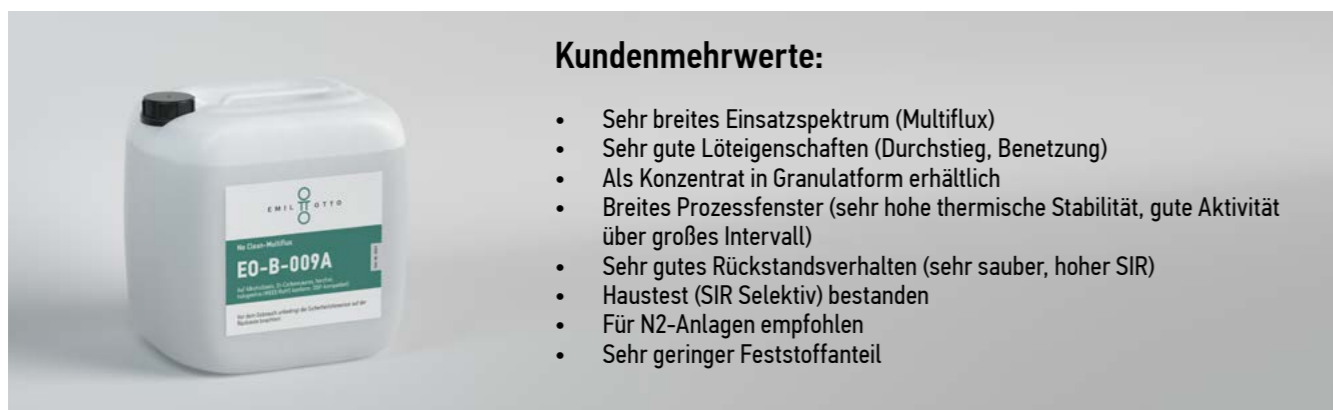 EMIL OTTO
No Clean-Multiflux
EO-B-009A
Kundenmehrwerte:
• Sehr breites Einsatzspektrum (Multiflux)
• Sehr gute Löteigenschaften (Durchstieg, Benetzung)
• Als Konzentrat in Granulatform erhältlich
• Breites Prozessfenster (sehr hohe thermische Stabilität, gute Aktivität
über großes Intervall)
• Sehr gutes Rückstandsverhalten (sehr sauber, hoher SIR)
• Haustest (SIR Selektiv) bestanden
• Für N2-Anlagen empfohlen
• Sehr geringer Feststoffanteil